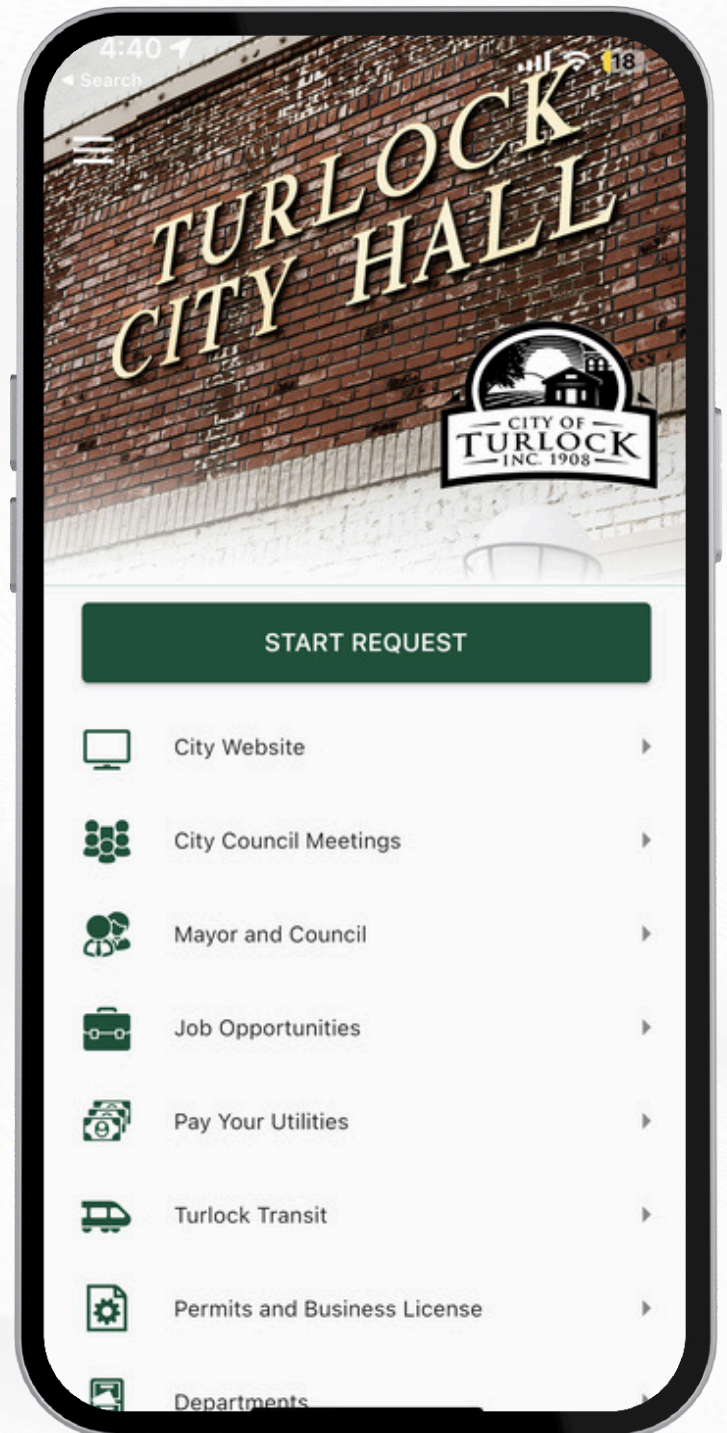 4:40
◀ Search
18
TURLOCK
CITY HALL
CITY OF
TURLOCK
INC. 1908
START REQUEST
City Website
City Council Meetings
Mayor and Council
Job Opportunities
Pay Your Utilities
Turlock Transit
Permits and Business License
Departments